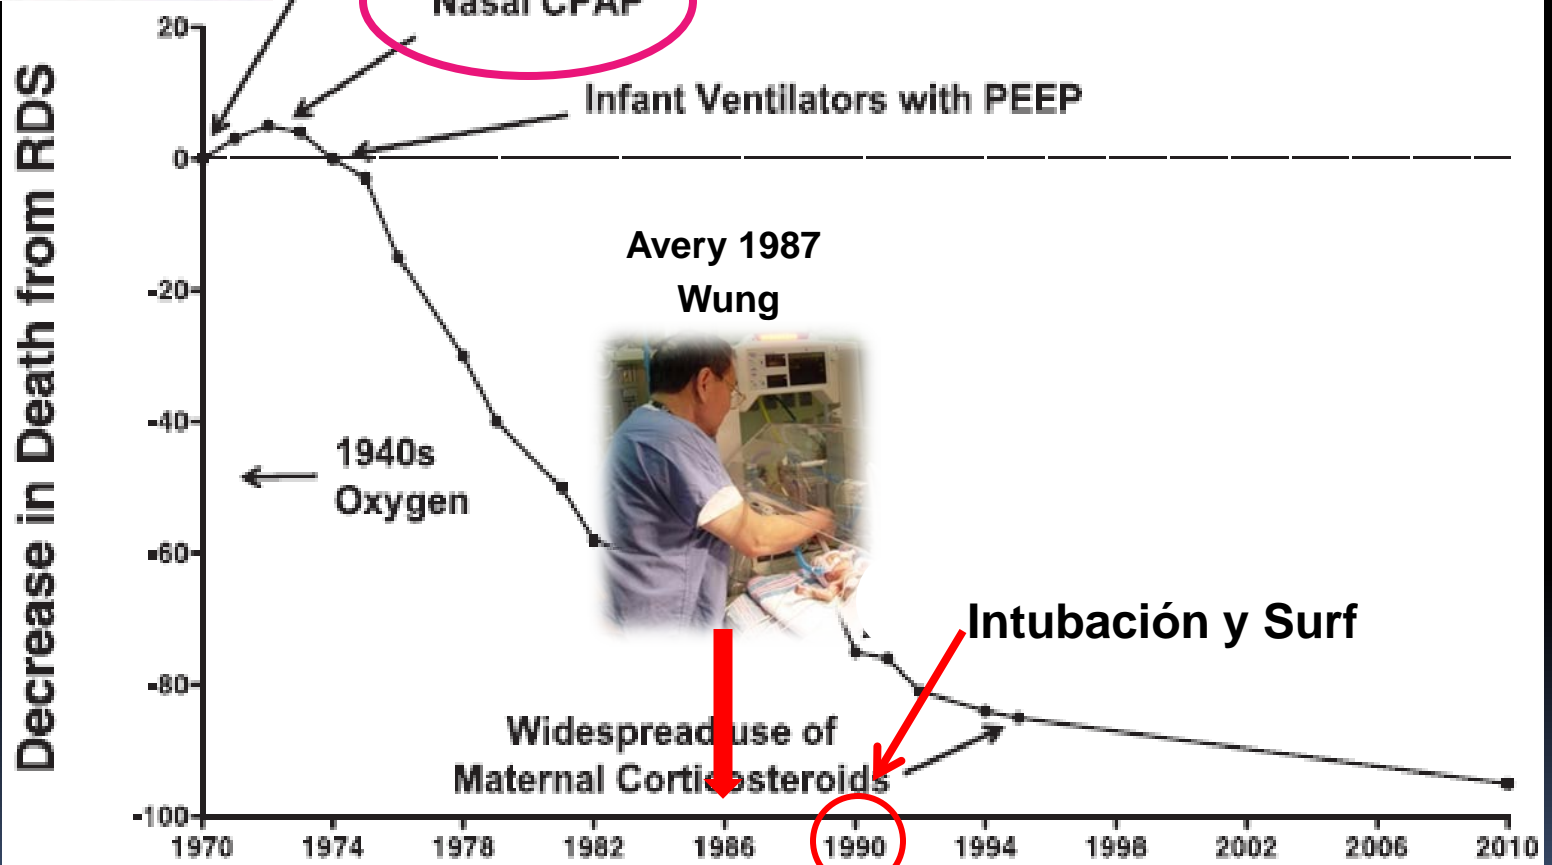 Nasal CPAP
20
Infant Ventilators with PEEP
0
Decrease in Death from RDS
Avery 1987
Wung
-20
-40
1940s
Oxygen
-60
Intubación y Surf
-80
Widespread use of
Maternal Corticosteroids
-100
1970 1974 1978 1982 1986 1990 1994 1998 2002 2006 2010